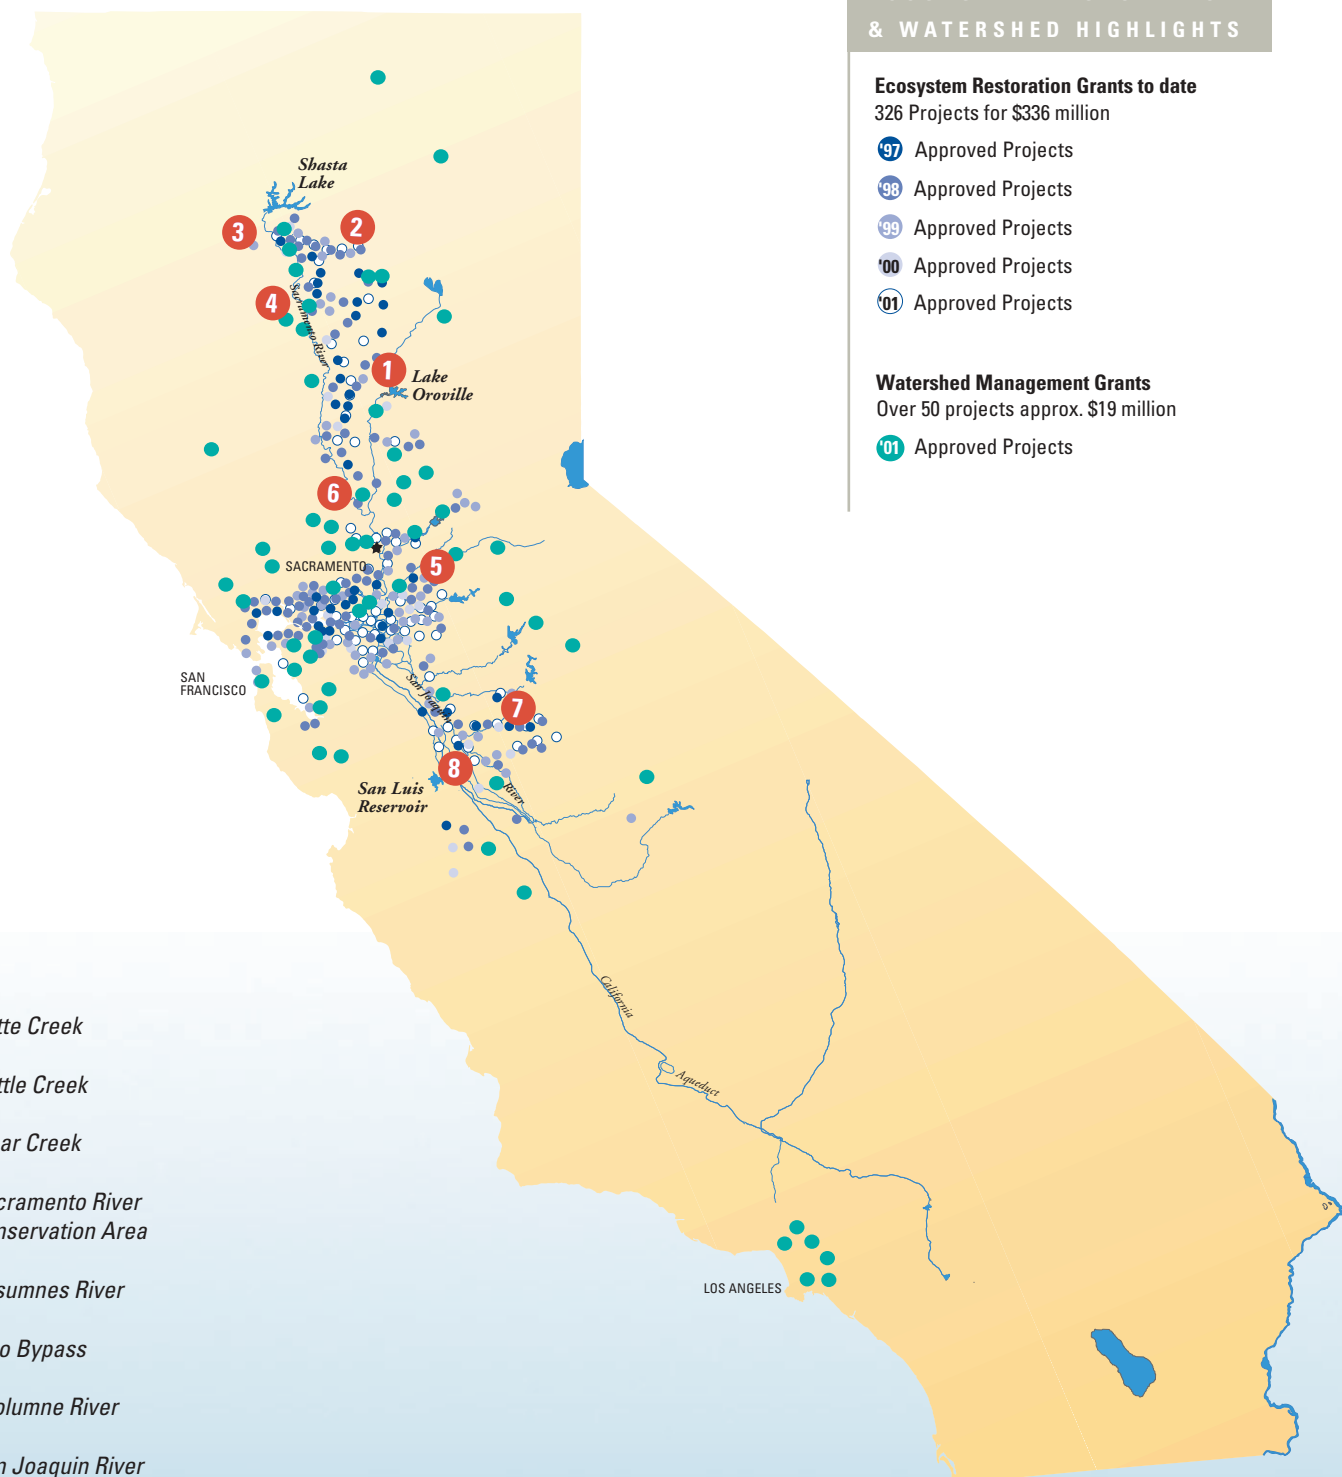 & WATERSHED HIGHLIGHTS
Ecosystem Restoration Grants to date
326 Projects for $336 million
'97 Approved Projects
'98 Approved Projects
'99 Approved Projects
'00 Approved Projects
'01 Approved Projects
Watershed Management Grants
Over 50 projects approx. $19 million
'01 Approved Projects
Shasta
Lake
3
2
4
Sacramento River
1
Lake
Oroville
6
SACRAMENTO
5
SAN
FRANCISCO
San Joaquin
7
8
San Luis
Reservoir
River
California
Aqueduct
LOS ANGELES
tte Creek
ttle Creek
ar Creek
cramento River
nservation Area
sumnes River
o Bypass
olumne River
n Joaquin River